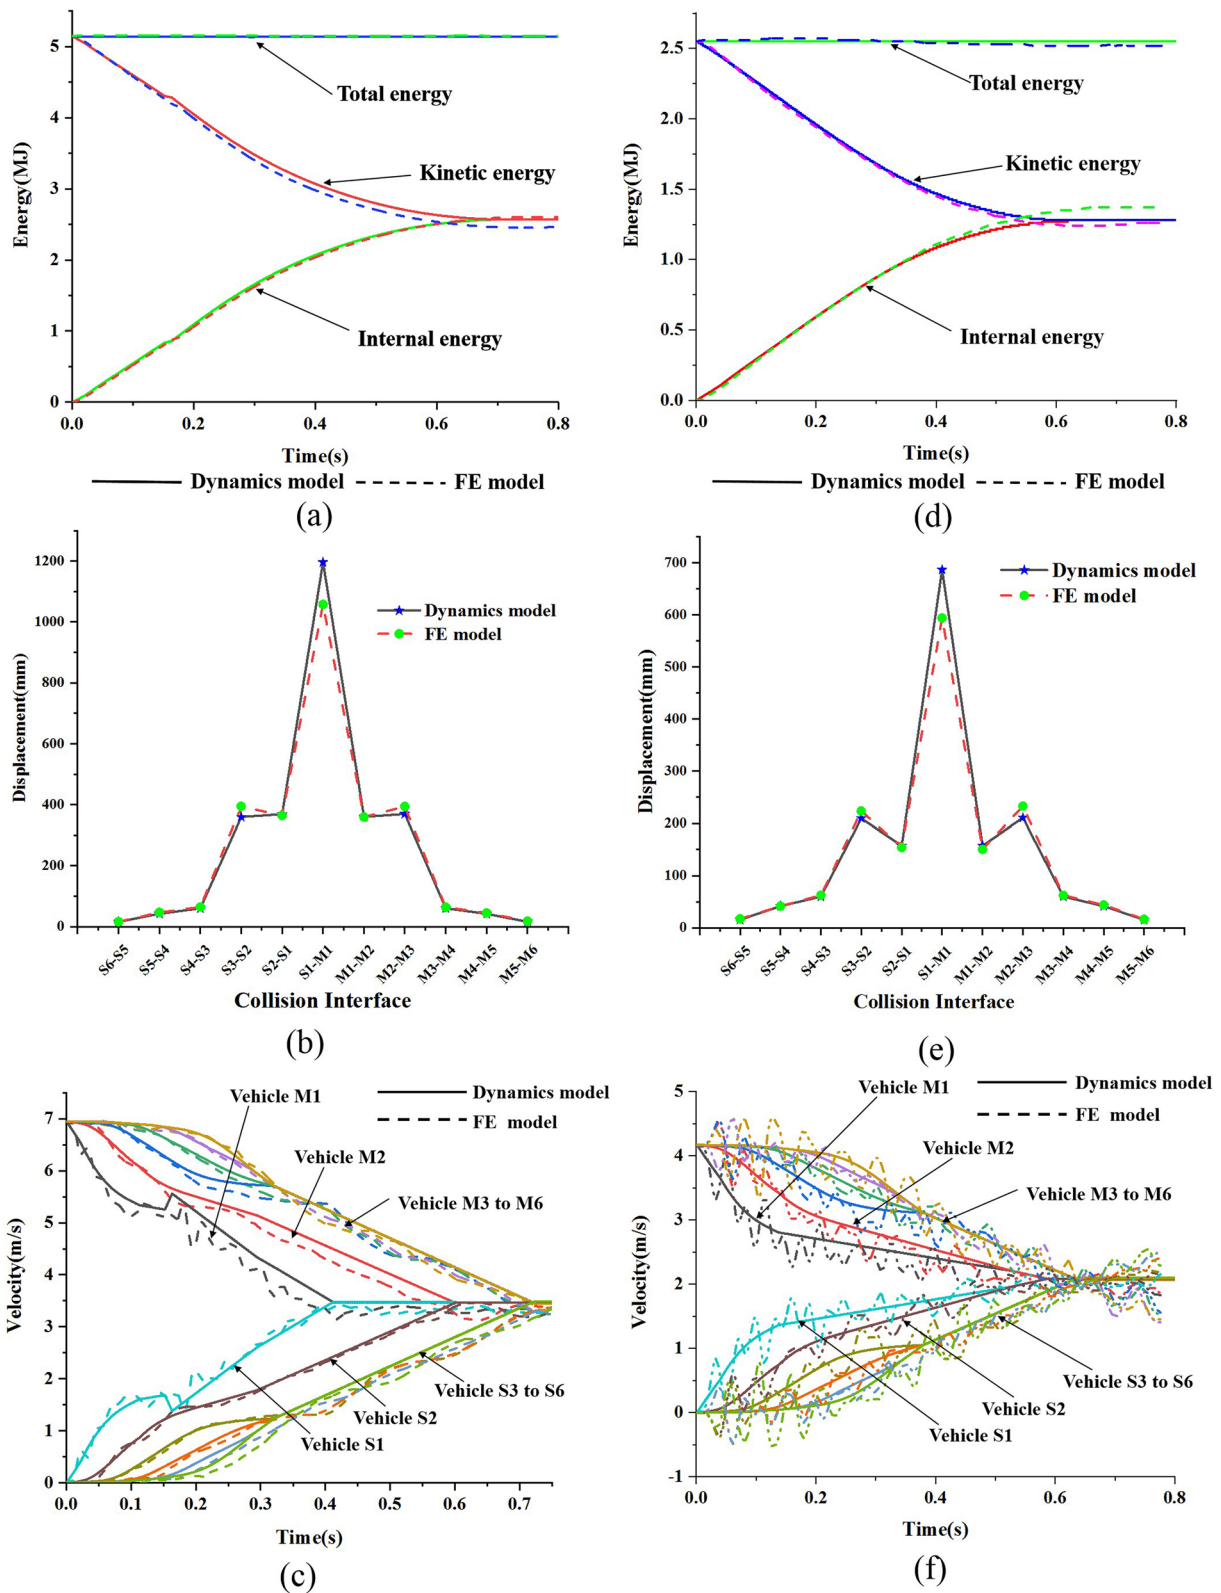 5
4
3
2
1
0
Energy(MJ)
Total energy
Kinetic energy
Internal energy
0.0 0.2 0.4 0.6 0.8
Time(s)
Dynamics model FE model
(a)
2.5
2.0
1.5
1.0
0.5
0.0
Energy(MJ)
Total energy
Kinetic energy
Internal energy
0.0 0.2 0.4 0.6 0.8
Time(s)
Dynamics model FE model
(d)
1200
1000
800
600
400
200
0
Displacement(mm)
Dynamics model
FE model
S6-S5 S5-S4 S4-S3 S3-S2 S2-S1 S1-M1 M1-M2 M2-M3 M3-M4 M4-M5 M5-M6
Collision Interface
(b)
700
600
500
400
300
200
100
0
Displacement(mm)
Dynamics model
FE model
S6-S5 S5-S4 S4-S3 S3-S2 S2-S1 S1-M1 M1-M2 M2-M3 M3-M4 M4-M5 M5-M6
Collision Interface
(e)
7
6
5
4
3
2
1
0
Velocity(m/s)
Dynamics model
Vehicle M1
FE model
Vehicle M2
Vehicle M3 to M6
Vehicle S3 to S6
Vehicle S2
Vehicle S1
0.0 0.1 0.2 0.3 0.4 0.5 0.6 0.7
Time(s)
(c)
5
4
3
2
1
0
-1
Velocity(m/s)
Vehicle M1
Dynamics model
FE model
Vehicle M2
Vehicle M3 to M6
Vehicle S3 to S6
Vehicle S2
Vehicle S1
0.0 0.2 0.4 0.6 0.8
Time(s)
(f)